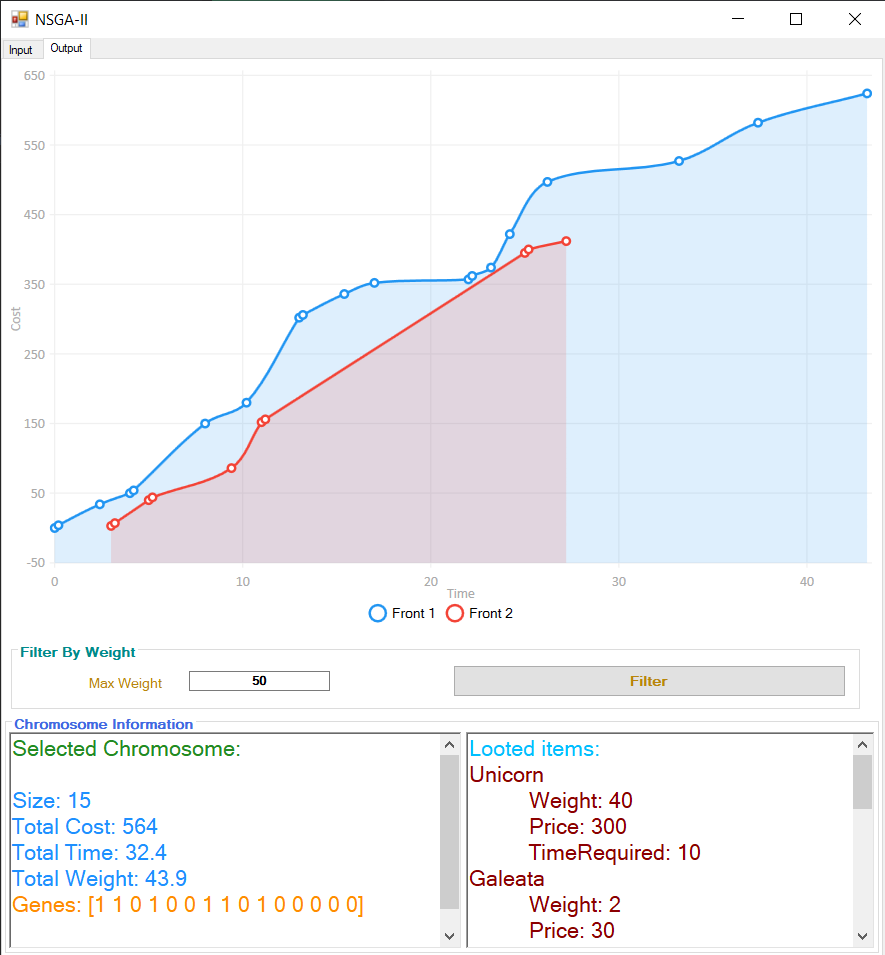 NSGA-II
Input Output
650
550
450
350
250
150
50
-50
Cost
0 10 20 30 40
Time
Front 1 Front 2
Filter By Weight
Max Weight 50 Filter
Chromosome Information
Selected Chromosome:
Size: 15
Total Cost: 564
Total Time: 32.4
Total Weight: 43.9
Genes: [1 1 0 1 0 0 1 1 0 1 0 0 0 0 0]
Looted items:
Unicorn
Weight: 40
Price: 300
TimeRequired: 10
Galeata
Weight: 2
Price: 30